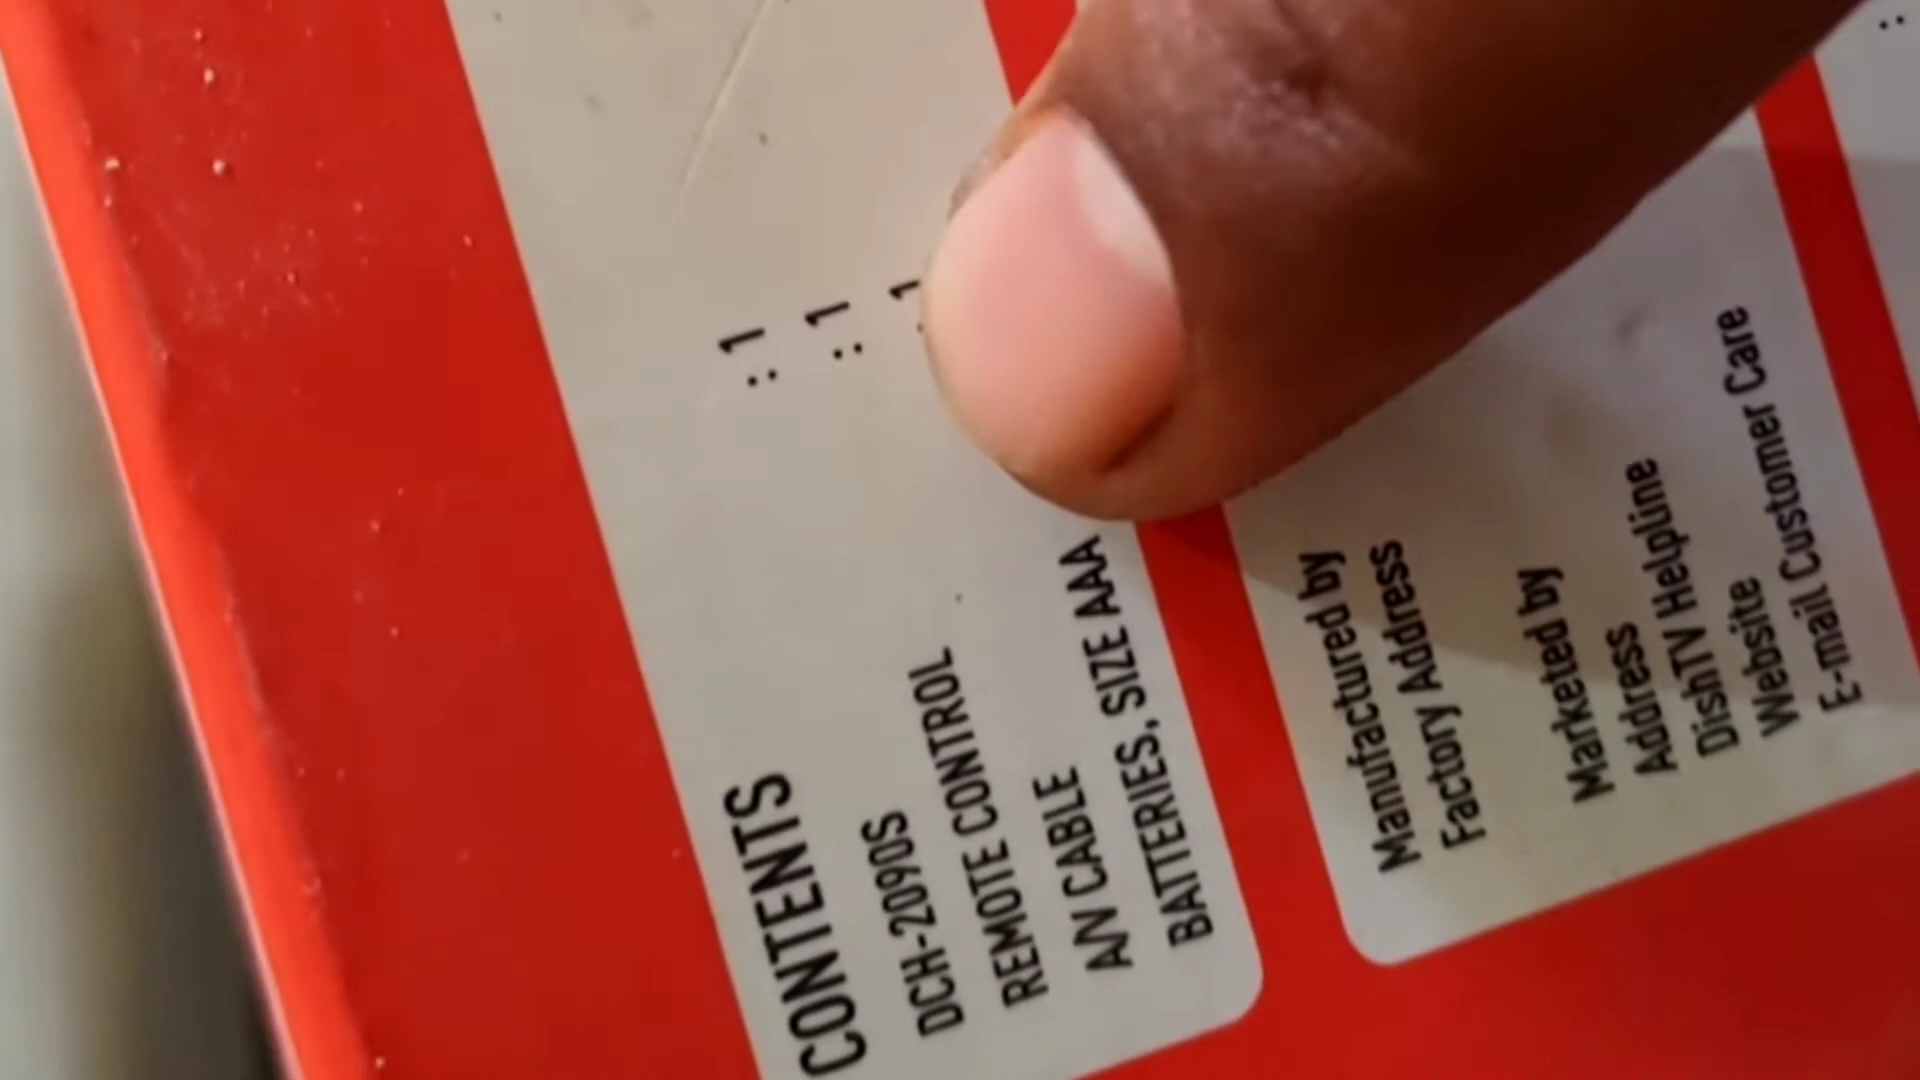 CONTENTS
DCH-2090S : 1
REMOTE CONTROL : 1
A/V CABLE : 1
BATTERIES, SIZE AAA
Manufactured by
Factory Address
Marketed by
Address
DishTV Helpline
Website
E-mail Customer Care
: